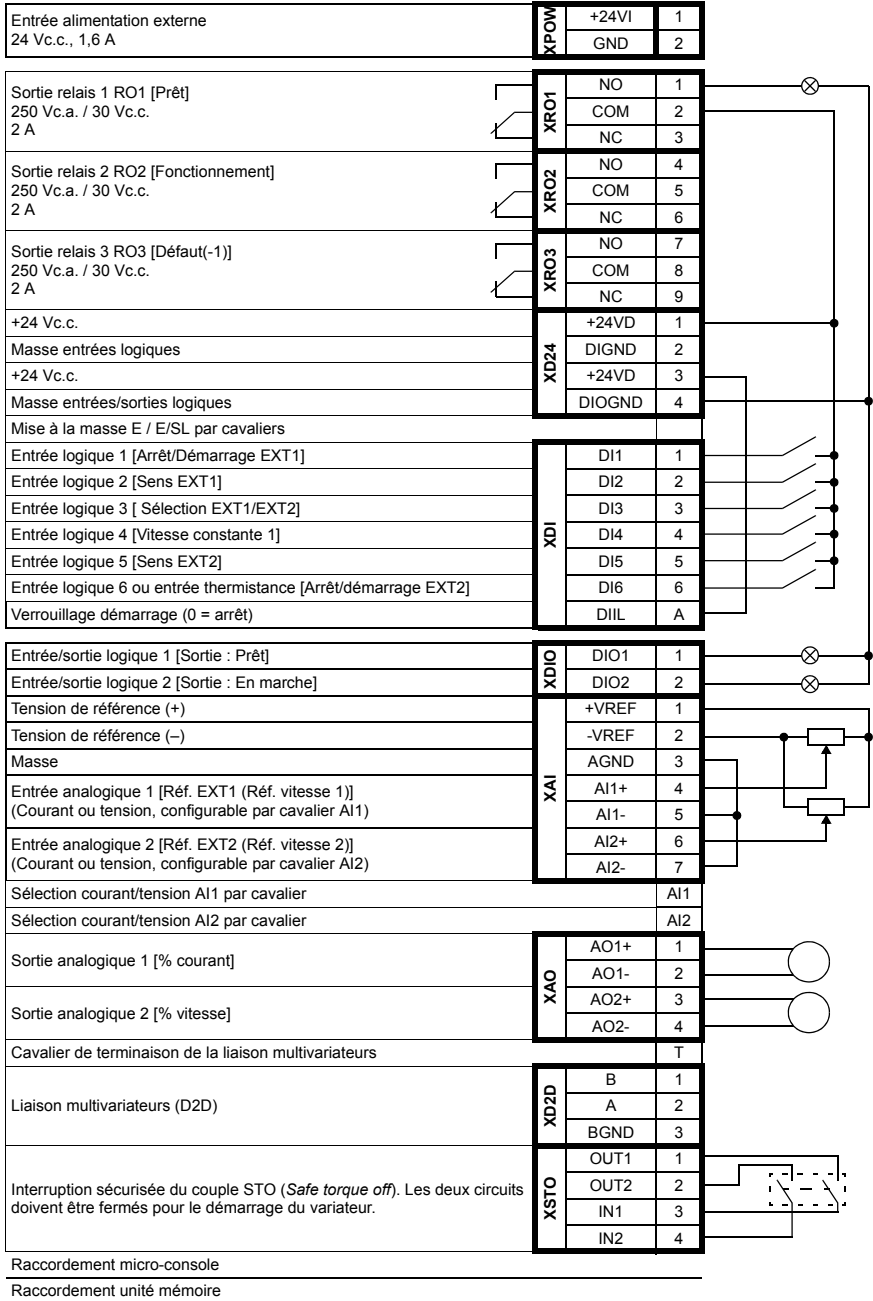 Entrée alimentation externe
24 Vc.c., 1,6 A
XPOW
+24VI 1
GND 2
Sortie relais 1 RO1 [Prêt]
250 Vc.a. / 30 Vc.c.
2 A
XRO1
NO 1
COM 2
NC 3
Sortie relais 2 RO2 [Fonctionnement]
250 Vc.a. / 30 Vc.c.
2 A
XRO2
NO 4
COM 5
NC 6
Sortie relais 3 RO3 [Défaut(-1)]
250 Vc.a. / 30 Vc.c.
2 A
XRO3
NO 7
COM 8
NC 9
XD24
+24 Vc.c. +24VD 1
Masse entrées logiques DIGND 2
+24 Vc.c. +24VD 3
Masse entrées/sorties logiques DIOGND 4
Mise à la masse E / E/SL par cavaliers
XDI
Entrée logique 1 [Arrêt/Démarrage EXT1] DI1 1
Entrée logique 2 [Sens EXT1] DI2 2
Entrée logique 3 [ Sélection EXT1/EXT2] DI3 3
Entrée logique 4 [Vitesse constante 1] DI4 4
Entrée logique 5 [Sens EXT2] DI5 5
Entrée logique 6 ou entrée thermistance [Arrêt/démarrage EXT2] DI6 6
Verrouillage démarrage (0 = arrêt) DIIL A
XDIO
Entrée/sortie logique 1 [Sortie : Prêt] DIO1 1
Entrée/sortie logique 2 [Sortie : En marche] DIO2 2
XAI
Tension de référence (+) +VREF 1
Tension de référence (–) -VREF 2
Masse AGND 3
Entrée analogique 1 [Réf. EXT1 (Réf. vitesse 1)]
(Courant ou tension, configurable par cavalier AI1)
AI1+ 4
AI1- 5
Entrée analogique 2 [Réf. EXT2 (Réf. vitesse 2)]
(Courant ou tension, configurable par cavalier AI2)
AI2+ 6
AI2- 7
Sélection courant/tension AI1 par cavalier AI1
Sélection courant/tension AI2 par cavalier AI2
Sortie analogique 1 [% courant]
XAO
AO1+ 1
AO1- 2
Sortie analogique 2 [% vitesse]
AO2+ 3
AO2- 4
Cavalier de terminaison de la liaison multivariateurs T
Liaison multivariateurs (D2D)
XD2D
B 1
A 2
BGND 3
Interruption sécurisée du couple STO (Safe torque off). Les deux circuits
doivent être fermés pour le démarrage du variateur.
XSTO
OUT1 1
OUT2 2
IN1 3
IN2 4
Raccordement micro-console
Raccordement unité mémoire